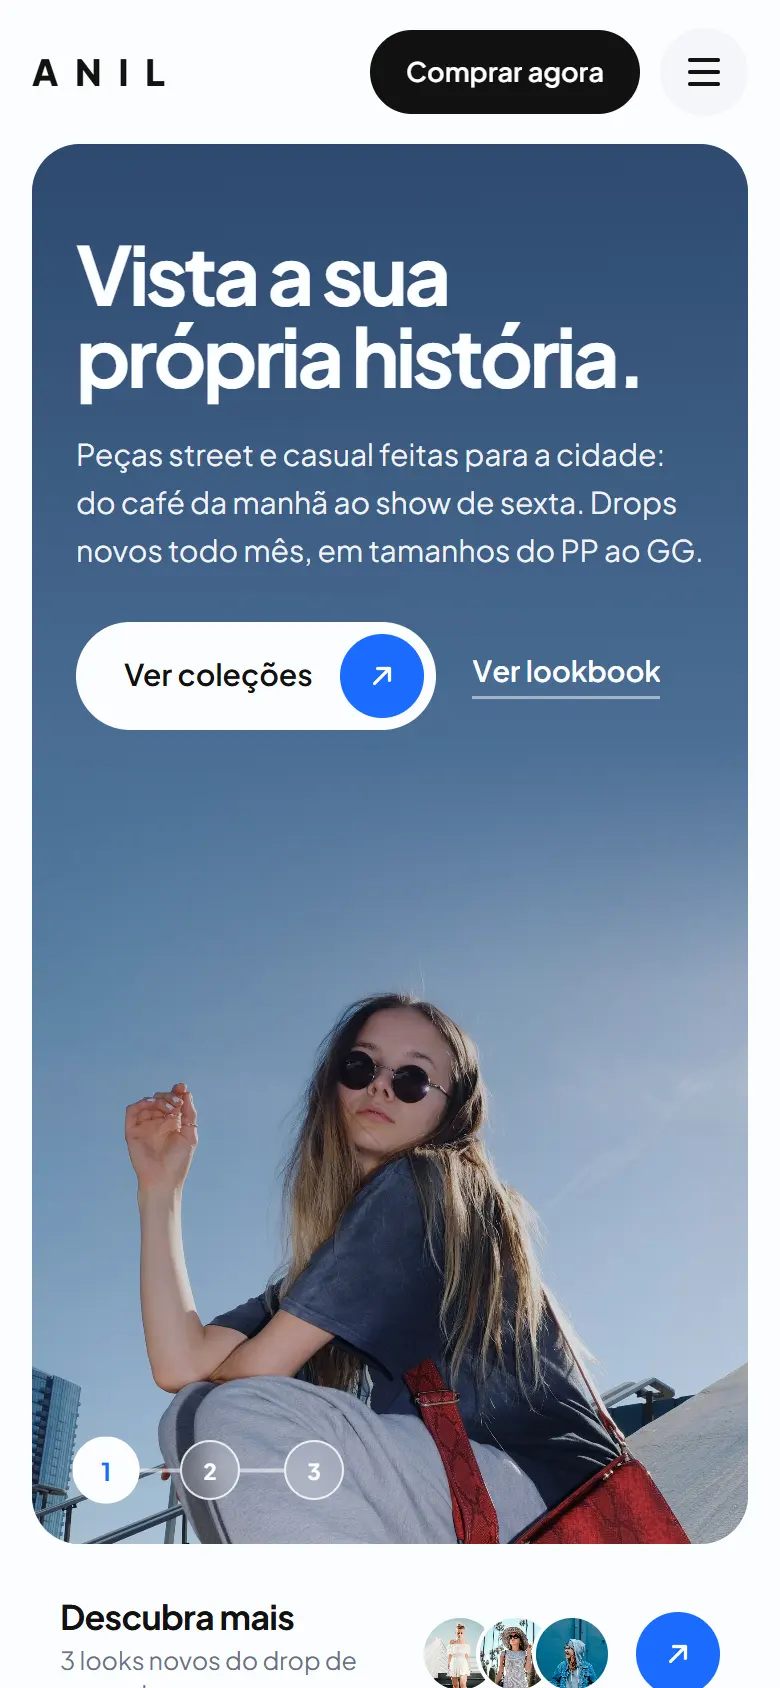 ANIL
Comprar agora
Vista a sua
própria história.
Peças street e casual feitas para a cidade:
do café da manhã ao show de sexta. Drops
novos todo mês, em tamanhos do PP ao GG.
Ver coleções
Ver lookbook
1 2 3
Descubra mais
3 looks novos do drop de